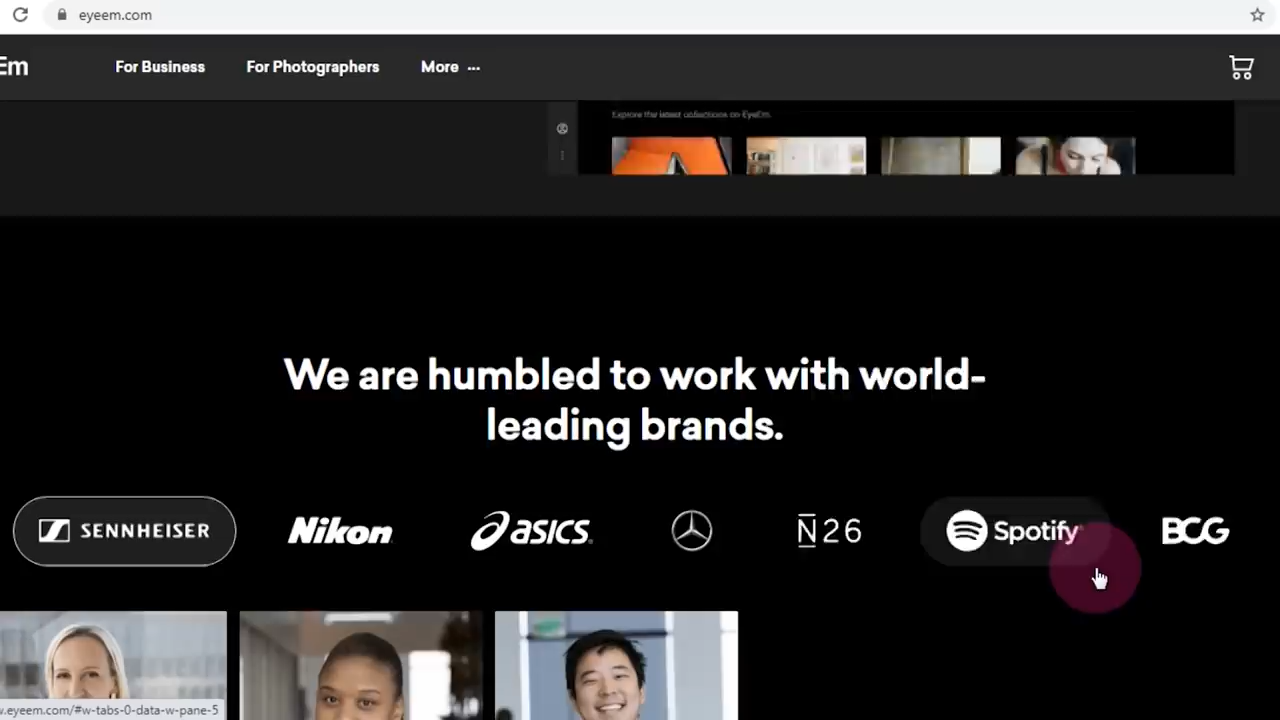 eyeem.com
Em
For Business
For Photographers
More ...
Explore the latest collections on EyeEm.
We are humbled to work with world-
leading brands.
SENNHEISER
Nikon
asics
N26
Spotify
BCG
.eyeem.com/#w-tabs-0-data-w-pane-5